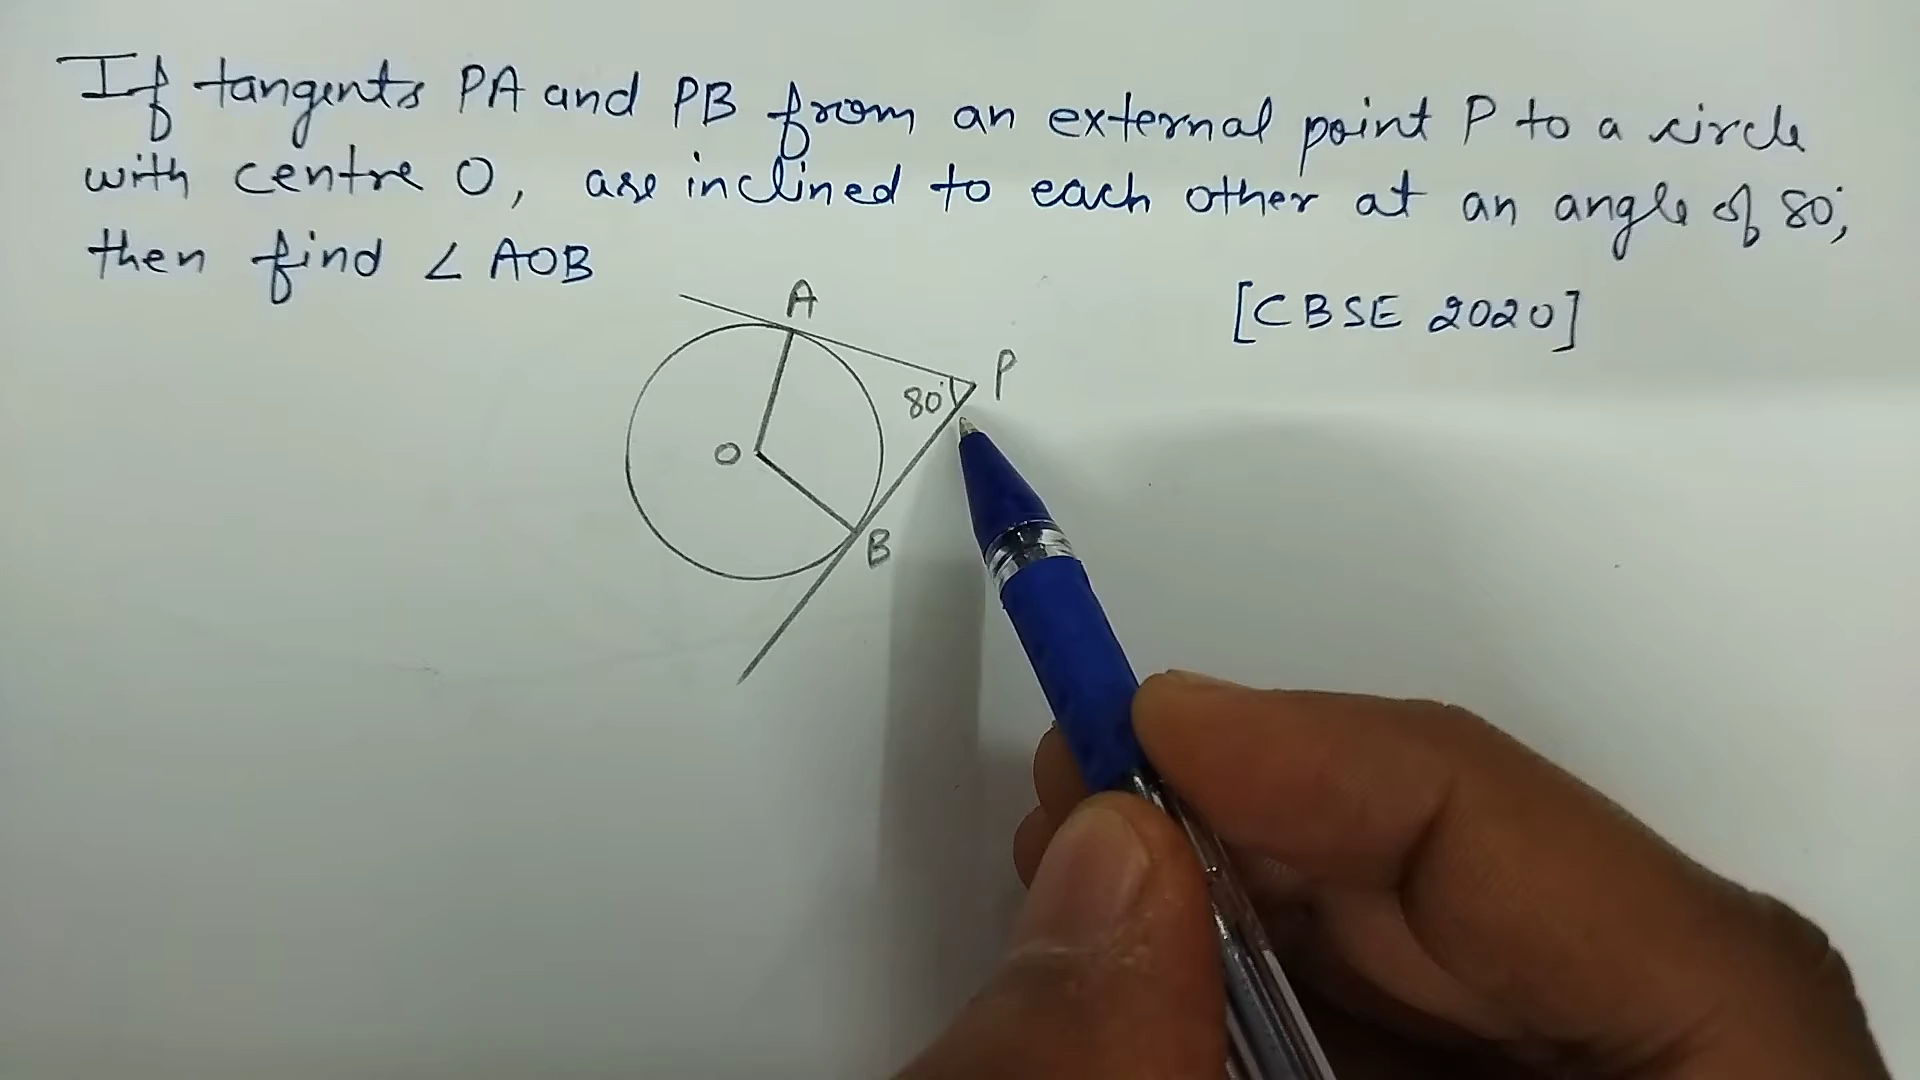 If tangents PA and PB from an external point P to a circle
with centre O, are inclined to each other at an angle of 80°,
then find ∠ AOB
[CBSE 2020]
A
P
80°
O
B